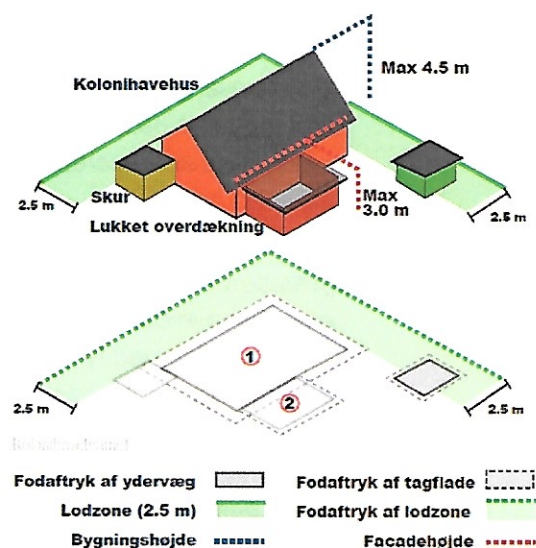 Max 4.5 m
Kolonihavehus
Skur
2.5 m
Lukket overdækning
Max
3.0 m
2.5 m
1
2
2.5 m
2.5 m
Fodaftryk af ydervæg
Fodaftryk af tagflade
Lodzone (2.5 m)
Fodaftryk af lodzone
Bygningshøjde
Facadehøjde